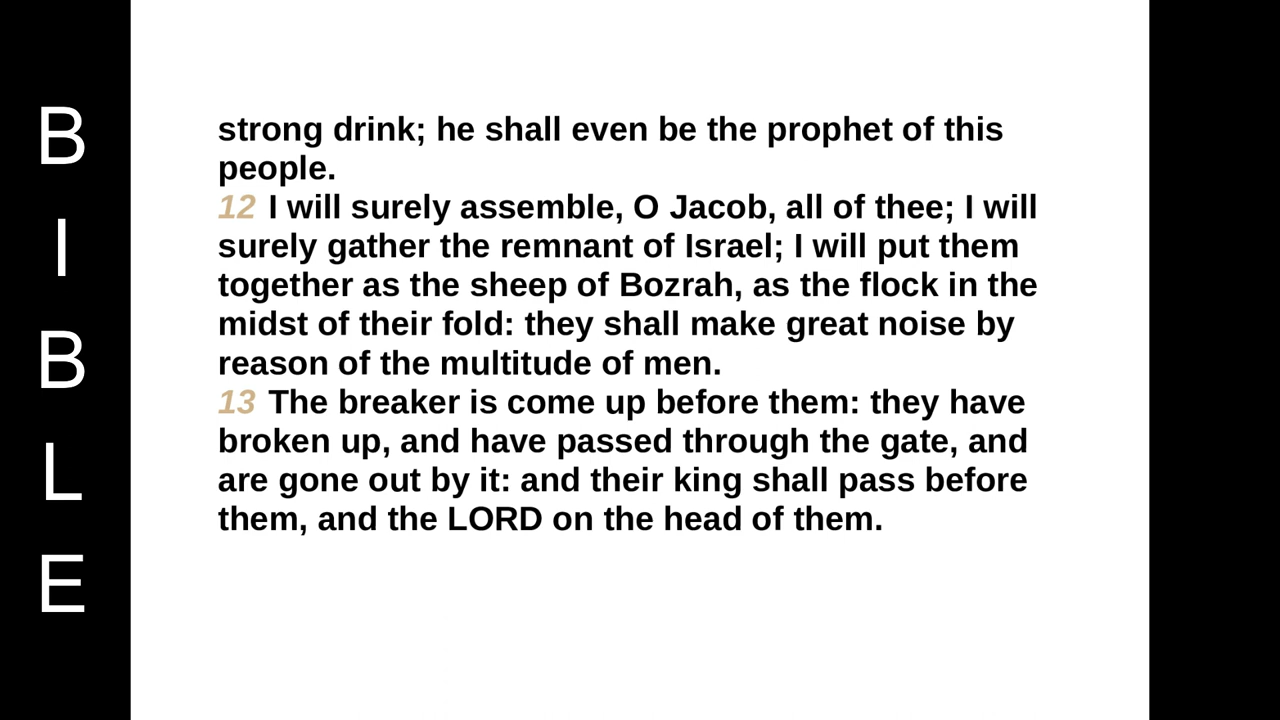 B
I
B
L
E
strong drink; he shall even be the prophet of this
people.
12 I will surely assemble, O Jacob, all of thee; I will
surely gather the remnant of Israel; I will put them
together as the sheep of Bozrah, as the flock in the
midst of their fold: they shall make great noise by
reason of the multitude of men.
13 The breaker is come up before them: they have
broken up, and have passed through the gate, and
are gone out by it: and their king shall pass before
them, and the LORD on the head of them.